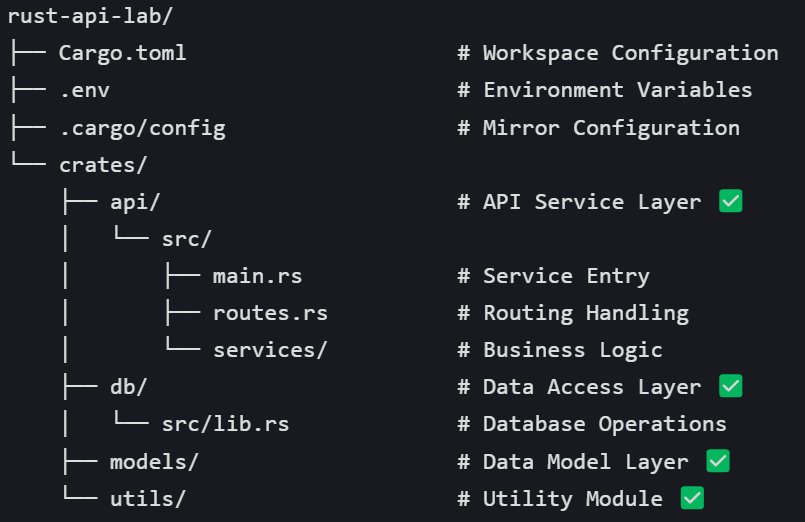 rust-api-lab/
├── Cargo.toml                     # Workspace Configuration
├── .env                           # Environment Variables
├── .cargo/config                  # Mirror Configuration
└── crates/
    ├── api/                       # API Service Layer ✅
    │   └── src/
    │       ├── main.rs            # Service Entry
    │       ├── routes.rs          # Routing Handling
    │       └── services/          # Business Logic
    ├── db/                        # Data Access Layer ✅
    │   └── src/lib.rs             # Database Operations
    ├── models/                    # Data Model Layer ✅
    └── utils/                     # Utility Module ✅